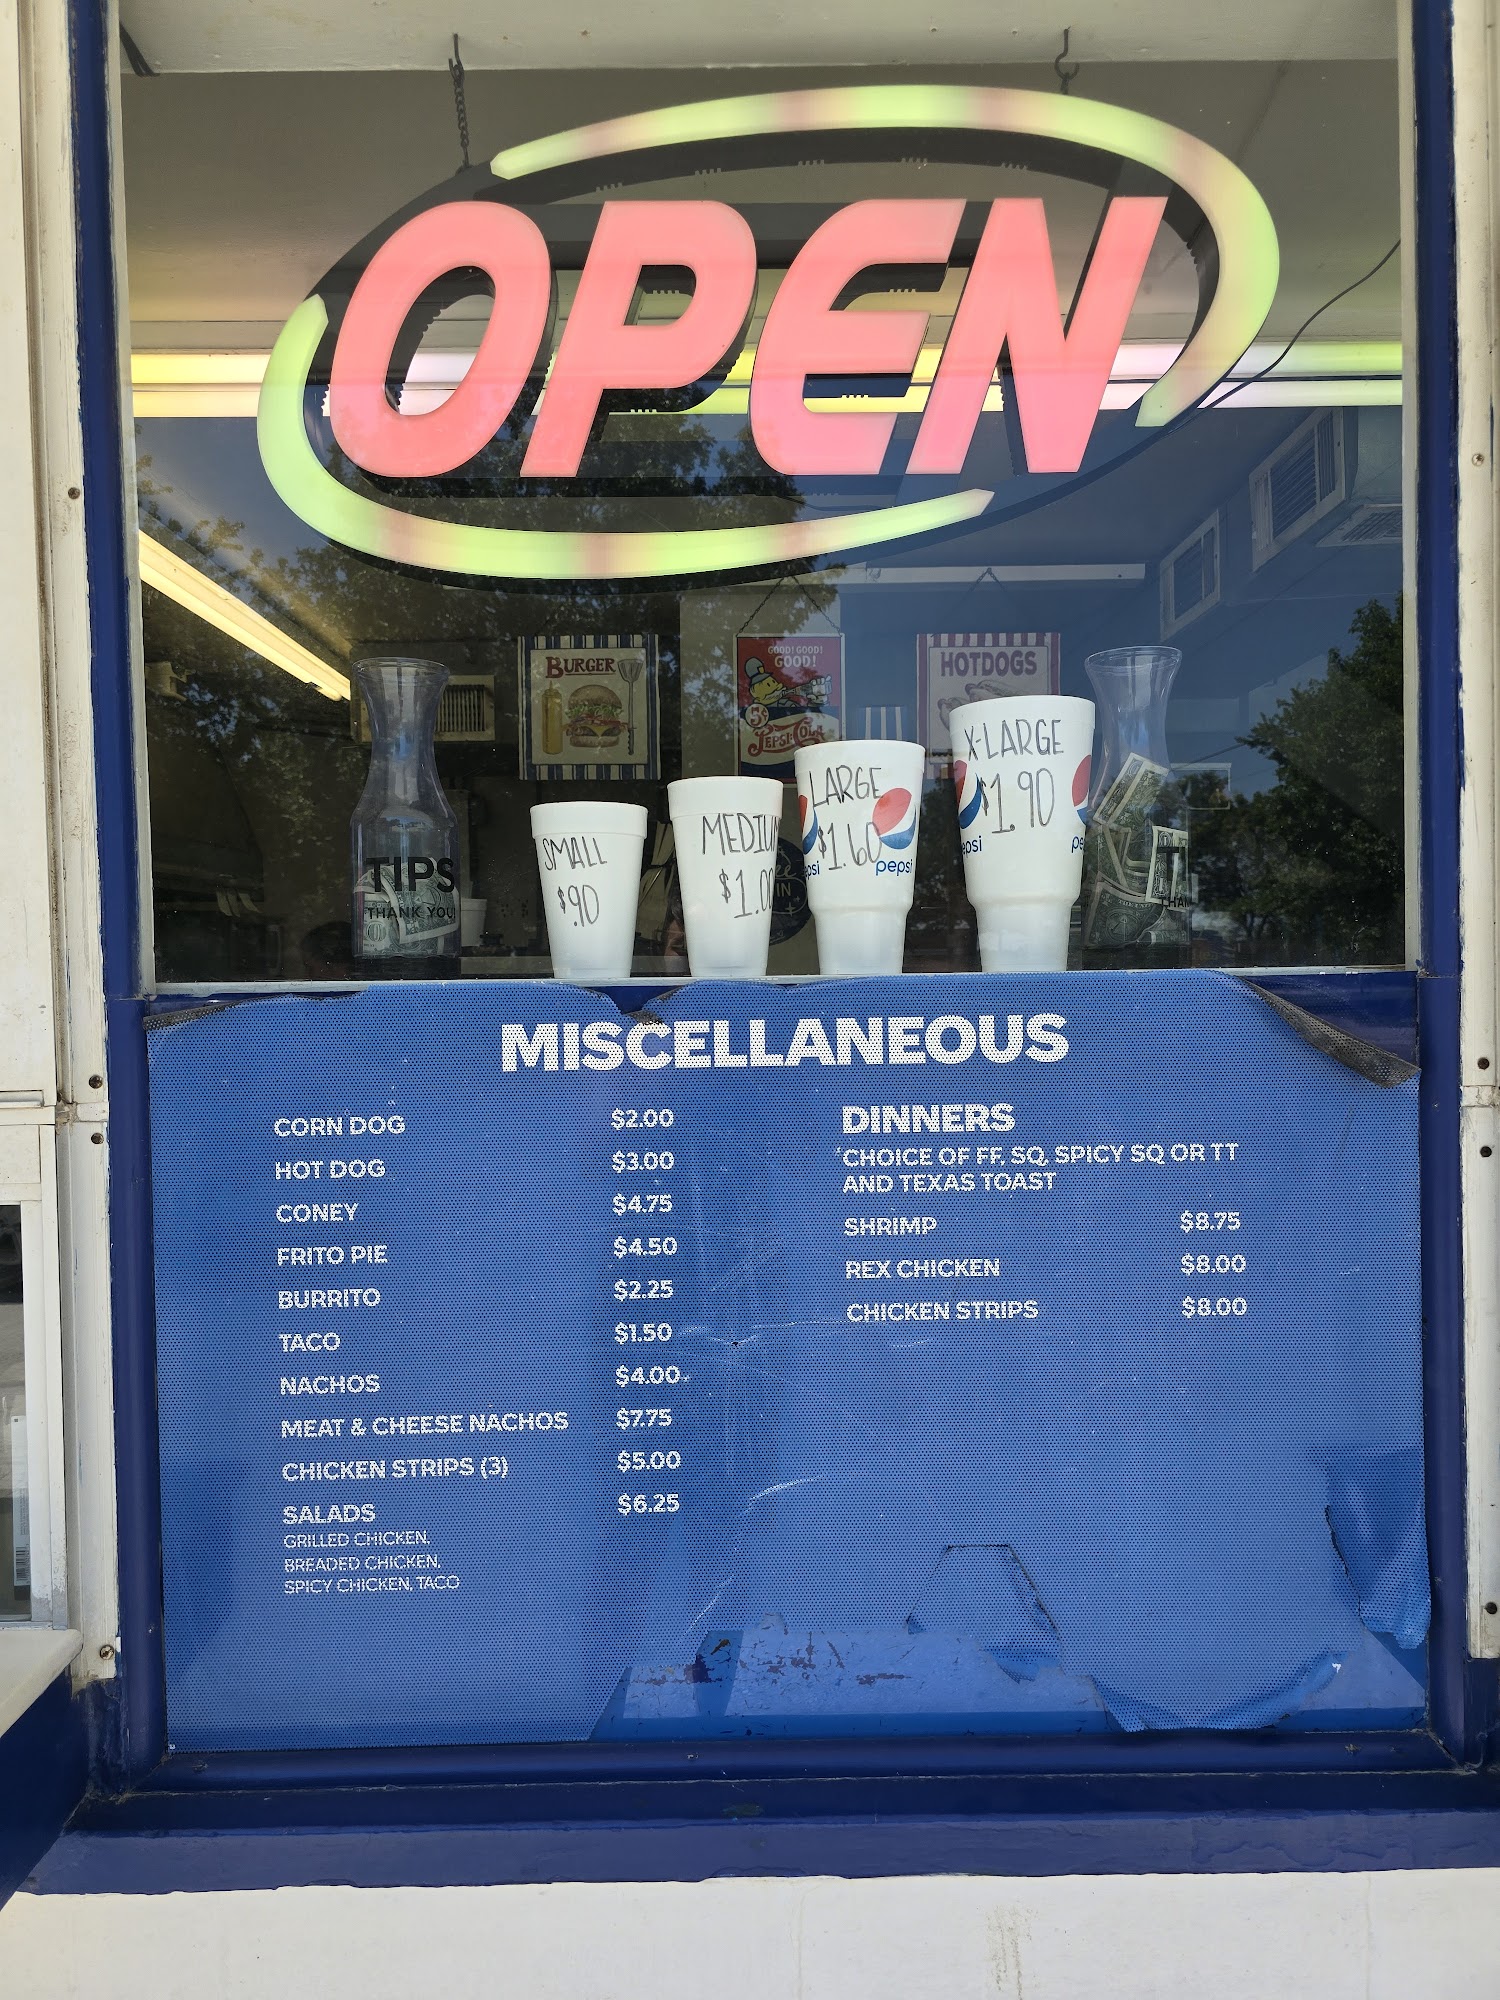 OPEN
BURGER
GOOD! GOOD!
GOOD!
5¢
PEPSI-COLA
HOTDOGS
TIPS
THANK YOU
SMALL
$.90
MEDIUM
$1.00
LARGE
$1.60
pepsi
X-LARGE
$1.90
MISCELLANEOUS
CORN DOG $2.00
HOT DOG $3.00
CONEY $4.75
FRITO PIE $4.50
BURRITO $2.25
TACO $1.50
NACHOS $4.00
MEAT & CHEESE NACHOS $7.75
CHICKEN STRIPS (3) $5.00
SALADS $6.25
GRILLED CHICKEN,
BREADED CHICKEN,
SPICY CHICKEN, TACO
DINNERS
*CHOICE OF FF, SQ, SPICY SQ OR TT
AND TEXAS TOAST
SHRIMP $8.75
REX CHICKEN $8.00
CHICKEN STRIPS $8.00